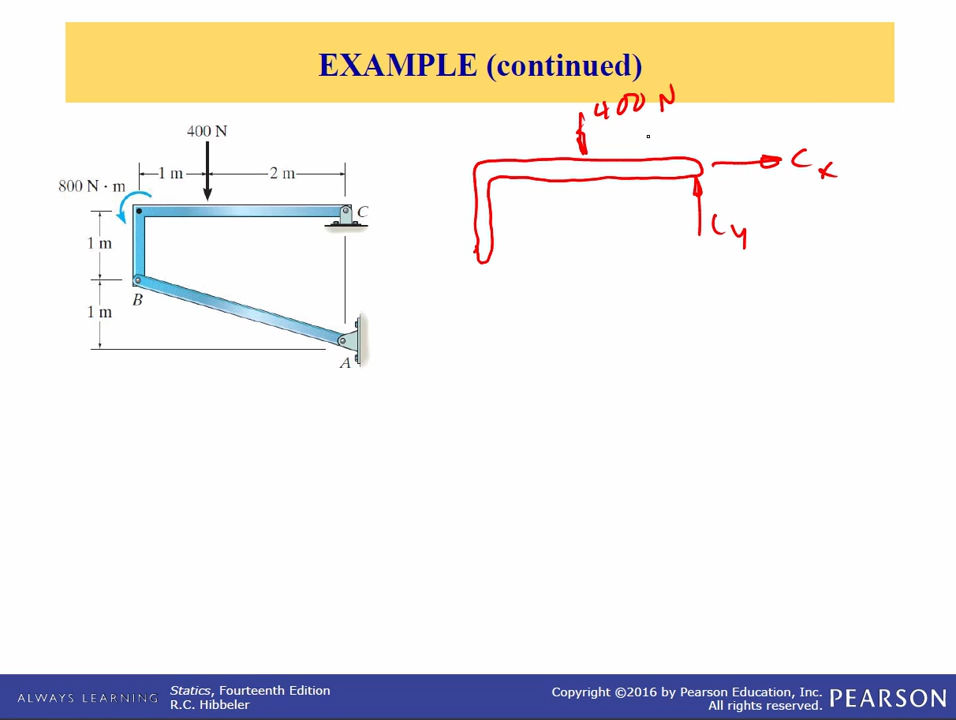 EXAMPLE (continued)
400 N
400 N
1 m
2 m
800 N · m
C
Cx
Cy
1 m
B
1 m
A
ALWAYS LEARNING
Statics, Fourteenth Edition
R.C. Hibbeler
Copyright ©2016 by Pearson Education, Inc.
All rights reserved.
PEARSON